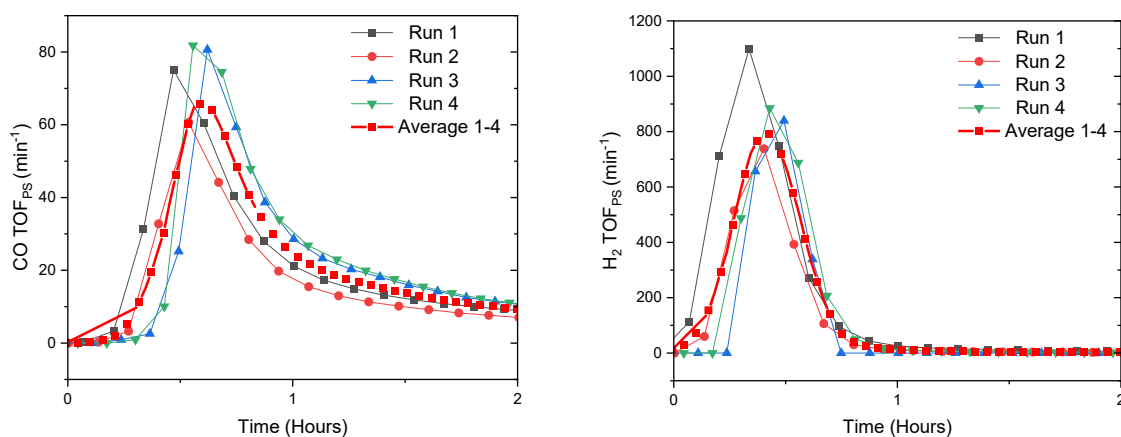 CO TOF_PS (min⁻¹)
80
60
40
20
0
0
1
2
Time (Hours)
Run 1
Run 2
Run 3
Run 4
Average 1-4
H₂ TOF_PS (min⁻¹)
1200
1000
800
600
400
200
0
0
1
2
Time (Hours)
Run 1
Run 2
Run 3
Run 4
Average 1-4